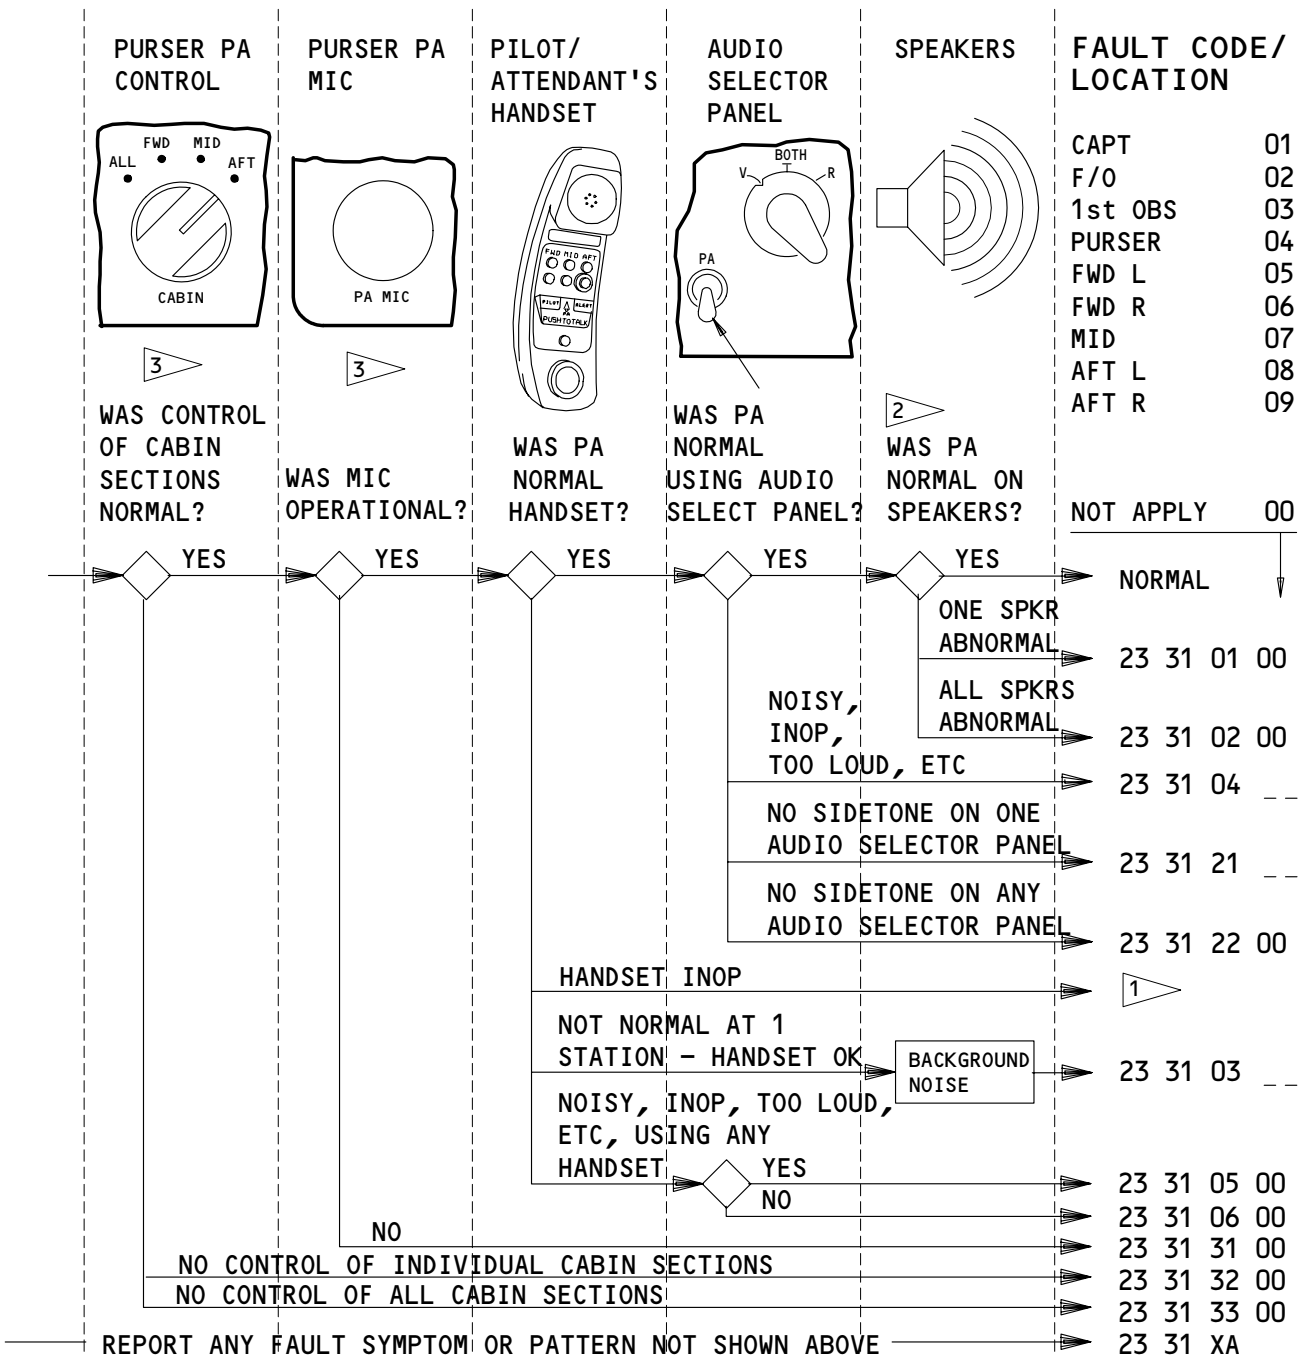 PURSER PA
CONTROL
PURSER PA
MIC
PILOT/
ATTENDANT'S
HANDSET
AUDIO
SELECTOR
PANEL
SPEAKERS
FAULT CODE/
LOCATION
ALL
FWD
MID
AFT
CABIN
PA MIC
FWD MID AFT
PILOT
ALERT
PA
PUSH TO TALK
V
BOTH
R
PA
CAPT 01
F/O 02
1st OBS 03
PURSER 04
FWD L 05
FWD R 06
MID 07
AFT L 08
AFT R 09
3
3
2
WAS CONTROL
OF CABIN
SECTIONS
NORMAL?
WAS MIC
OPERATIONAL?
WAS PA
NORMAL
HANDSET?
WAS PA
NORMAL
USING AUDIO
SELECT PANEL?
WAS PA
NORMAL ON
SPEAKERS?
NOT APPLY 00
YES
YES
YES
YES
YES
NORMAL
ONE SPKR
ABNORMAL
23 31 01 00
ALL SPKRS
ABNORMAL
23 31 02 00
NOISY,
INOP,
TOO LOUD, ETC
23 31 04 _ _
NO SIDETONE ON ONE
AUDIO SELECTOR PANEL
23 31 21 _ _
NO SIDETONE ON ANY
AUDIO SELECTOR PANEL
23 31 22 00
HANDSET INOP
1
NOT NORMAL AT 1
STATION – HANDSET OK
BACKGROUND
NOISE
23 31 03 _ _
NOISY, INOP, TOO LOUD,
ETC, USING ANY
HANDSET
YES
23 31 05 00
NO
23 31 06 00
NO
23 31 31 00
NO CONTROL OF INDIVIDUAL CABIN SECTIONS
23 31 32 00
NO CONTROL OF ALL CABIN SECTIONS
23 31 33 00
REPORT ANY FAULT SYMPTOM OR PATTERN NOT SHOWN ABOVE
23 31 XA